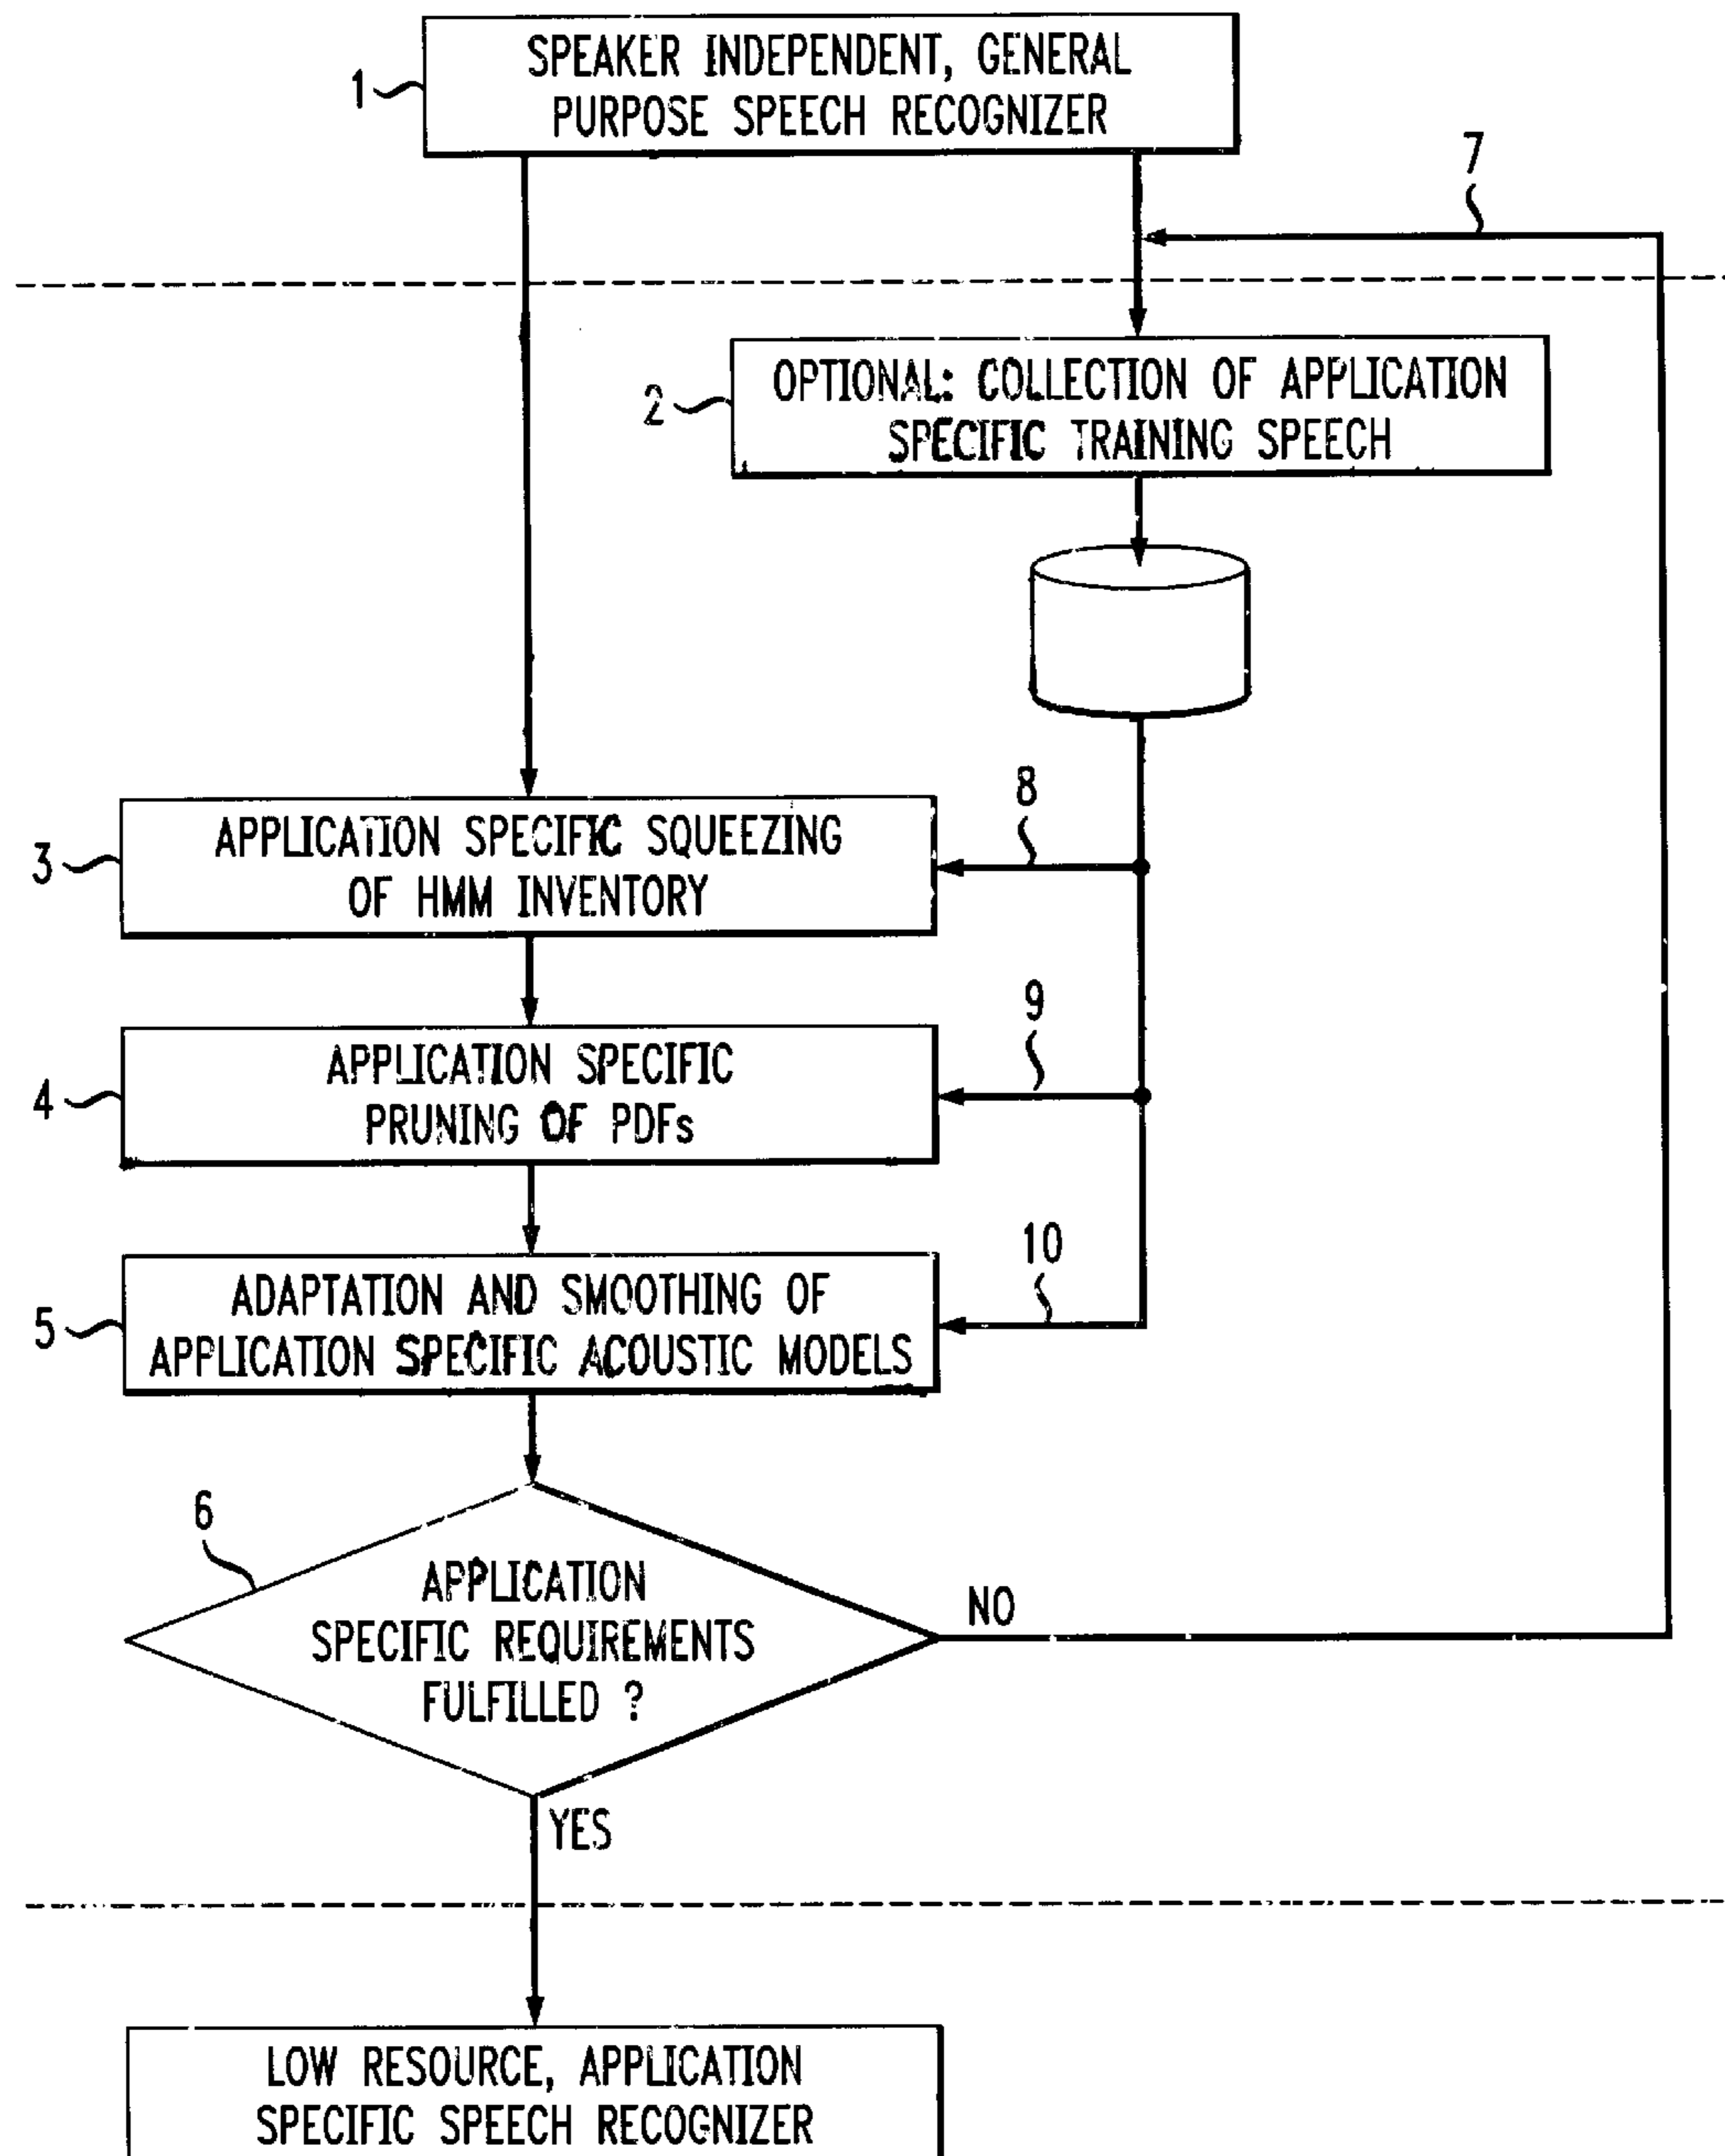 SPEAKER INDEPENDENT, GENERAL
PURPOSE SPEECH RECOGNIZER
1
7
OPTIONAL: COLLECTION OF APPLICATION
SPECIFIC TRAINING SPEECH
2
8
APPLICATION SPECIFIC SQUEEZING
OF HMM INVENTORY
3
9
APPLICATION SPECIFIC
PRUNING OF PDFs
4
10
ADAPTATION AND SMOOTHING OF
APPLICATION SPECIFIC ACOUSTIC MODELS
5
6
APPLICATION
SPECIFIC REQUIREMENTS
FULFILLED ?
NO
YES
LOW RESOURCE, APPLICATION
SPECIFIC SPEECH RECOGNIZER